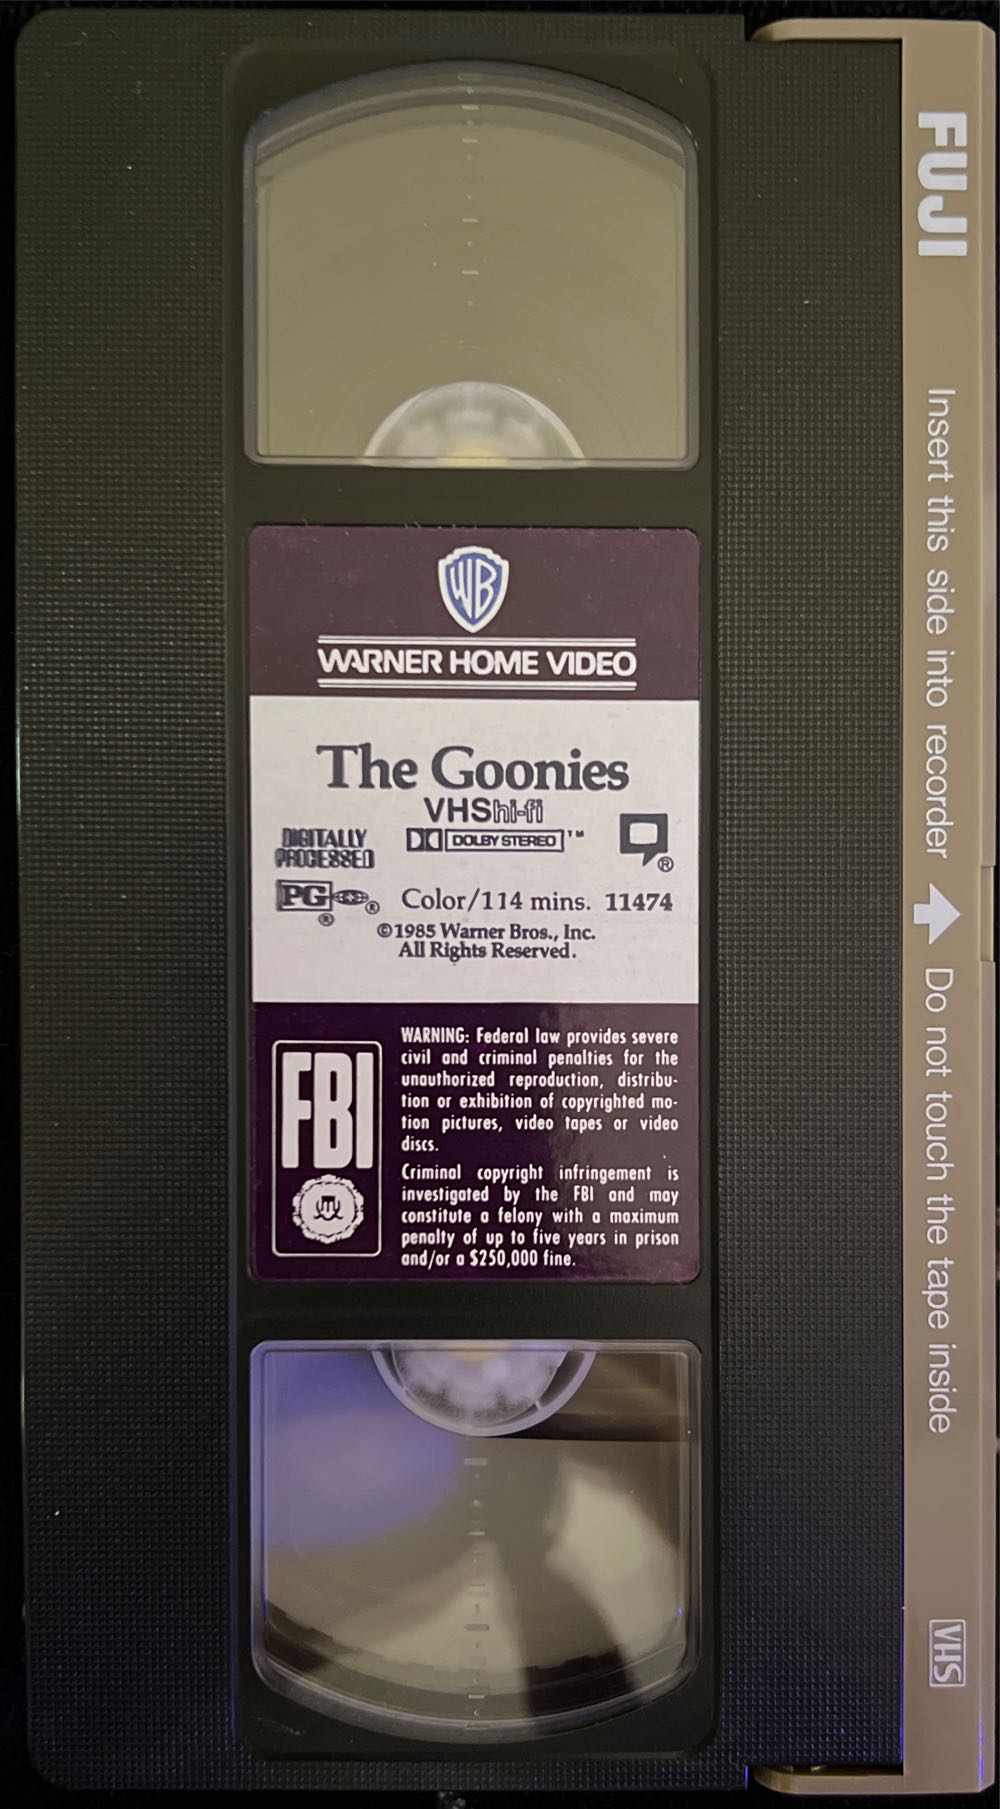 WB
WARNER HOME VIDEO
The Goonies
VHS hi-fi
DIGITALLY
PROCESSED
DOLBY STEREO ™
®
PG ® ® Color/114 mins. 11474
©1985 Warner Bros., Inc.
All Rights Reserved.
FBI
WARNING: Federal law provides severe
civil and criminal penalties for the
unauthorized reproduction, distribu-
tion or exhibition of copyrighted mo-
tion pictures, video tapes or video
discs.
Criminal copyright infringement is
investigated by the FBI and may
constitute a felony with a maximum
penalty of up to five years in prison
and/or a $250,000 fine.
FUJI
Insert this side into recorder
Do not touch the tape inside
VHS